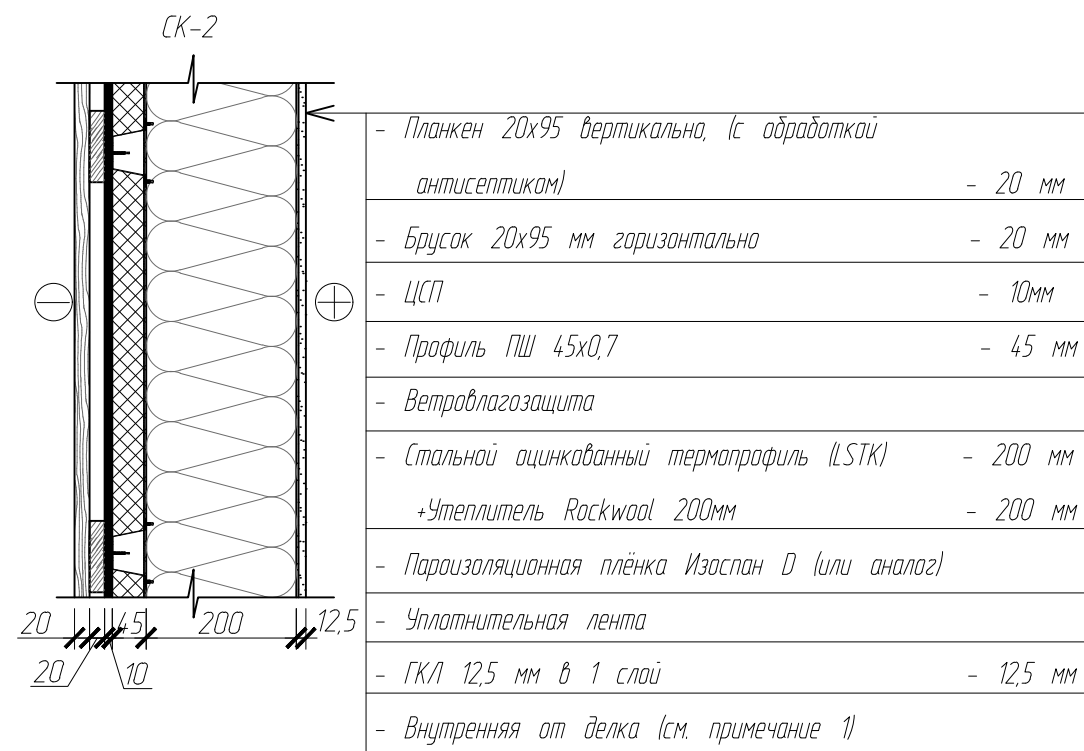 СК-2
- Планкен 20х95 вертикально, (с обработкой
антисептиком) - 20 мм
- Брусок 20х95 мм горизонтально - 20 мм
- ЦСП - 10мм
- Профиль ПШ 45х0,7 - 45 мм
- Ветровлагозащита
- Стальной оцинкованный термопрофиль (LSTK) - 200 мм
+Утеплитель Rockwool 200мм - 200 мм
- Пароизоляционная плёнка Изоспан D (или аналог)
- Уплотнительная лента
- ГКЛ 12,5 мм в 1 слой - 12,5 мм
- Внутренняя от делка (см. примечание 1)
20 45 200 12,5
20 10